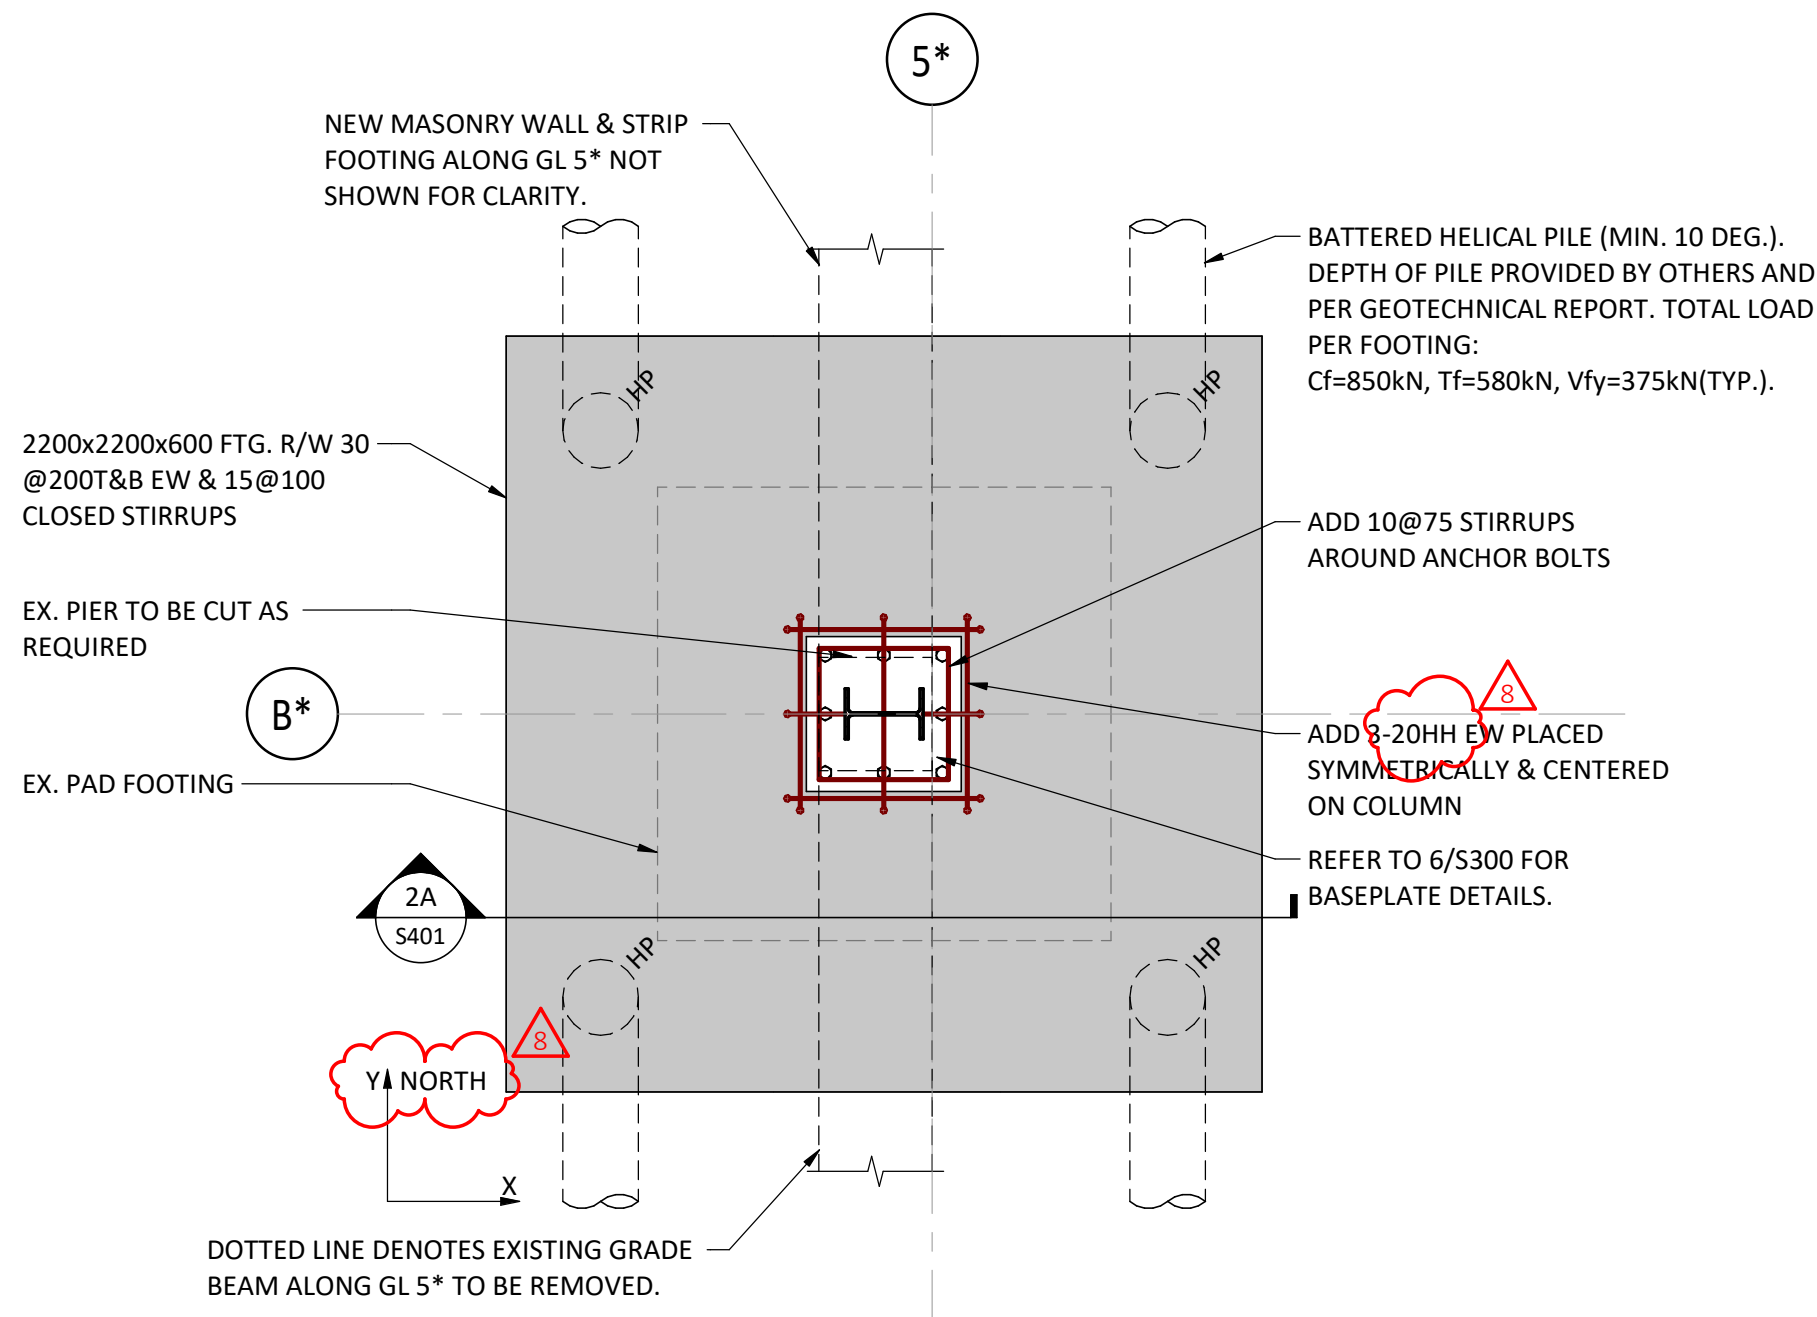 5*
NEW MASONRY WALL & STRIP
FOOTING ALONG GL 5* NOT
SHOWN FOR CLARITY.
BATTERED HELICAL PILE (MIN. 10 DEG.).
DEPTH OF PILE PROVIDED BY OTHERS AND
PER GEOTECHNICAL REPORT. TOTAL LOAD
PER FOOTING:
Cf=850kN, Tf=580kN, Vfy=375kN(TYP.).
HP
HP
2200x2200x600 FTG. R/W 30
@200T&B EW & 15@100
CLOSED STIRRUPS
ADD 10@75 STIRRUPS
AROUND ANCHOR BOLTS
EX. PIER TO BE CUT AS
REQUIRED
B*
8
ADD 3-20HH EW PLACED
SYMMETRICALLY & CENTERED
ON COLUMN
EX. PAD FOOTING
REFER TO 6/S300 FOR
BASEPLATE DETAILS.
2A
S401
HP
HP
8
Y NORTH
X
DOTTED LINE DENOTES EXISTING GRADE
BEAM ALONG GL 5* TO BE REMOVED.